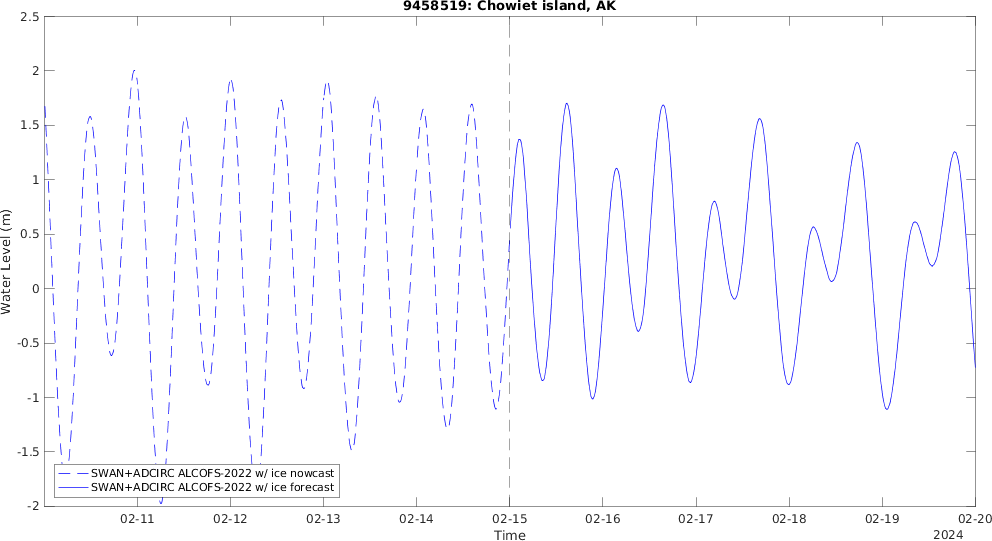 9458519: Chowiet island, AK
2.5
2
1.5
1
0.5
0
-0.5
-1
-1.5
-2
Water Level (m)
SWAN+ADCIRC ALCOFS-2022 w/ ice nowcast
SWAN+ADCIRC ALCOFS-2022 w/ ice forecast
02-11 02-12 02-13 02-14 02-15 02-16 02-17 02-18 02-19 02-20
Time
2024